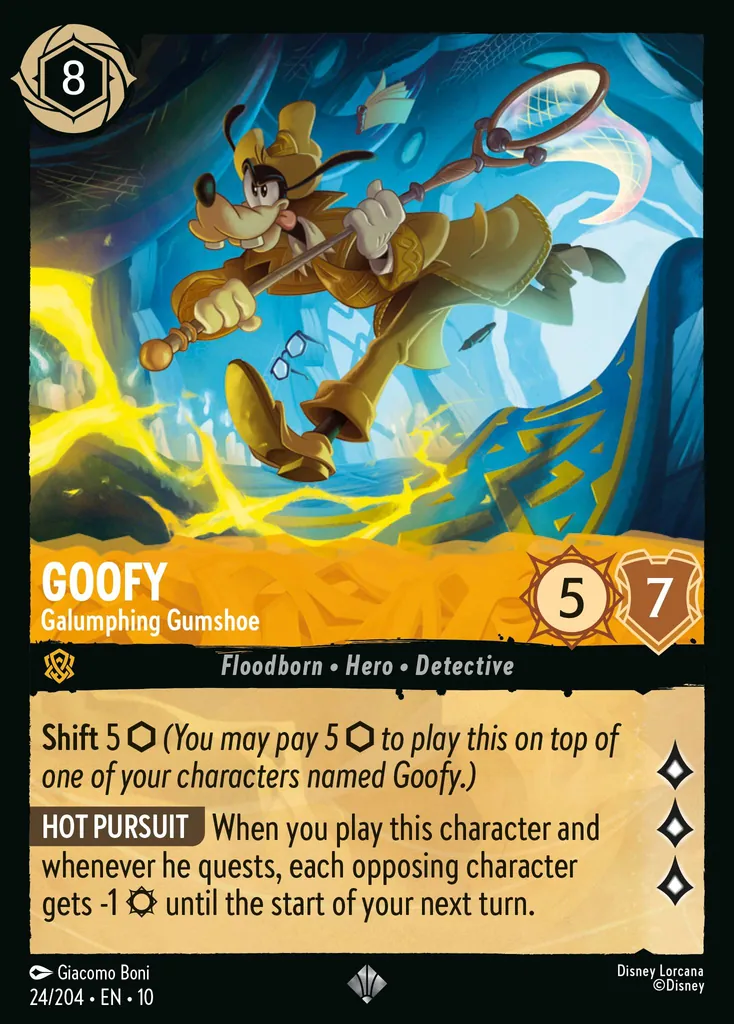 8
GOOFY
Galumphing Gumshoe
5
7
Floodborn • Hero • Detective
Shift 5 ⬡ (You may pay 5 ⬡ to play this on top of
one of your characters named Goofy.)
HOT PURSUIT When you play this character and
whenever he quests, each opposing character
gets -1 ¤ until the start of your next turn.
Giacomo Boni
24/204 • EN • 10
Disney Lorcana
©Disney